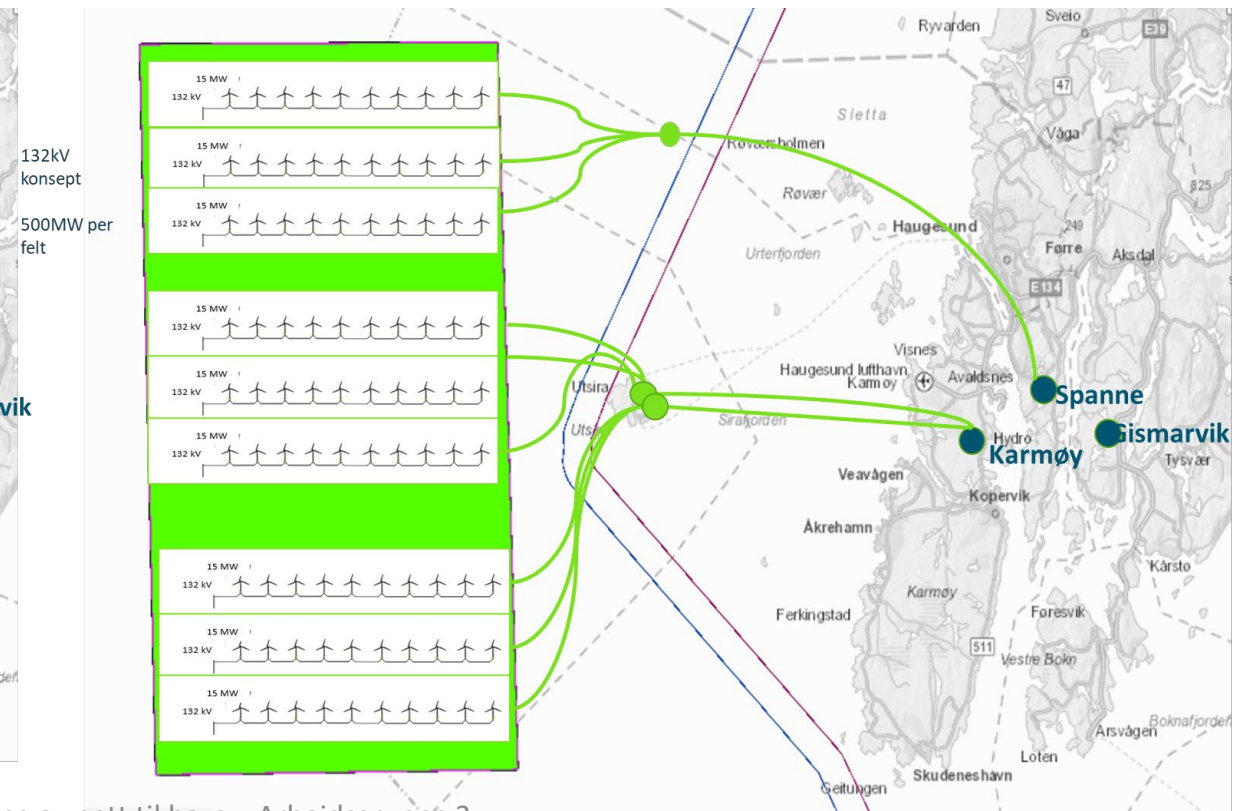 vik
132kV
konsept
500MW per
felt
15 MW
132 kV
15 MW
132 kV
15 MW
132 kV
15 MW
132 kV
15 MW
132 kV
15 MW
132 kV
15 MW
132 kV
15 MW
132 kV
15 MW
132 kV
Ryvarden
Sveio
E39
47
Sletta
Våga
Røværsholmen
Røvær
825
Haugesund
249
Førre
Aksdal
Urterfjorden
E 134
Visnes
Haugesund lufthavn,
Karmøy
Avaldsnes
Utsira
Spanne
Sirafjorden
Hydro
Karmøy
Gismarvik
Tysvær
Veavågen
Kopervik
Åkrehamn
Kårstø
Karmøy
Ferkingstad
Føresvik
511
Vestre Bokn
Boknafjorden
Arsvågen
Loten
Skudeneshavn
Geitungen